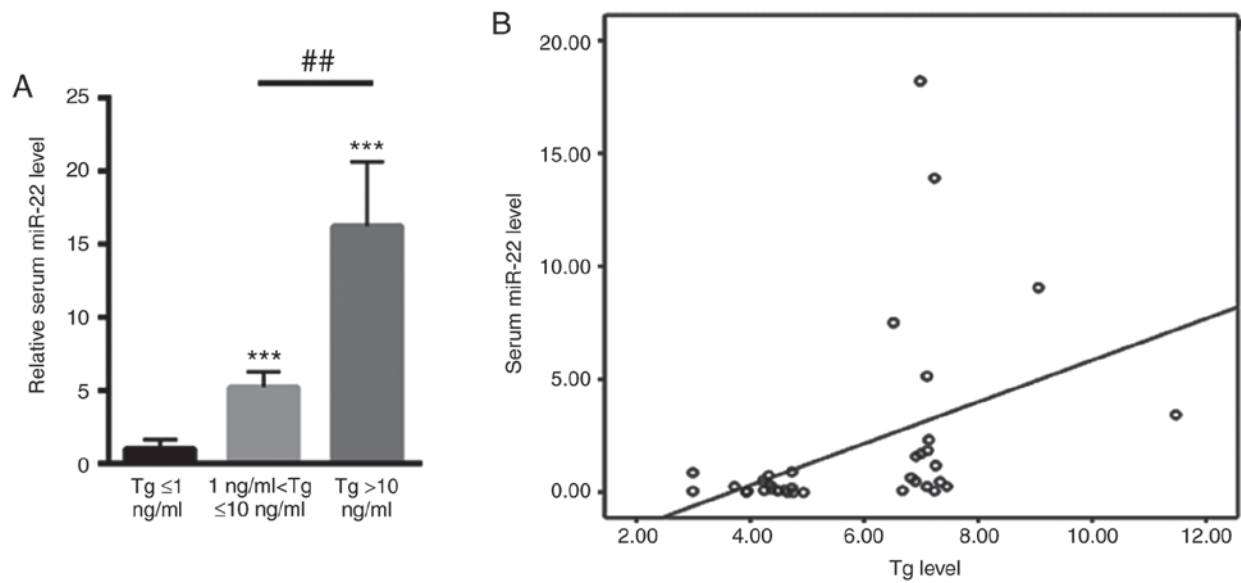 A
##
Relative serum miR-22 level
25
20
15
10
5
0
***
***
Tg ≤1
ng/ml
1 ng/ml<Tg
≤10 ng/ml
Tg >10
ng/ml
B
Serum miR-22 level
20.00
15.00
10.00
5.00
0.00
2.00 4.00 6.00 8.00 10.00 12.00
Tg level